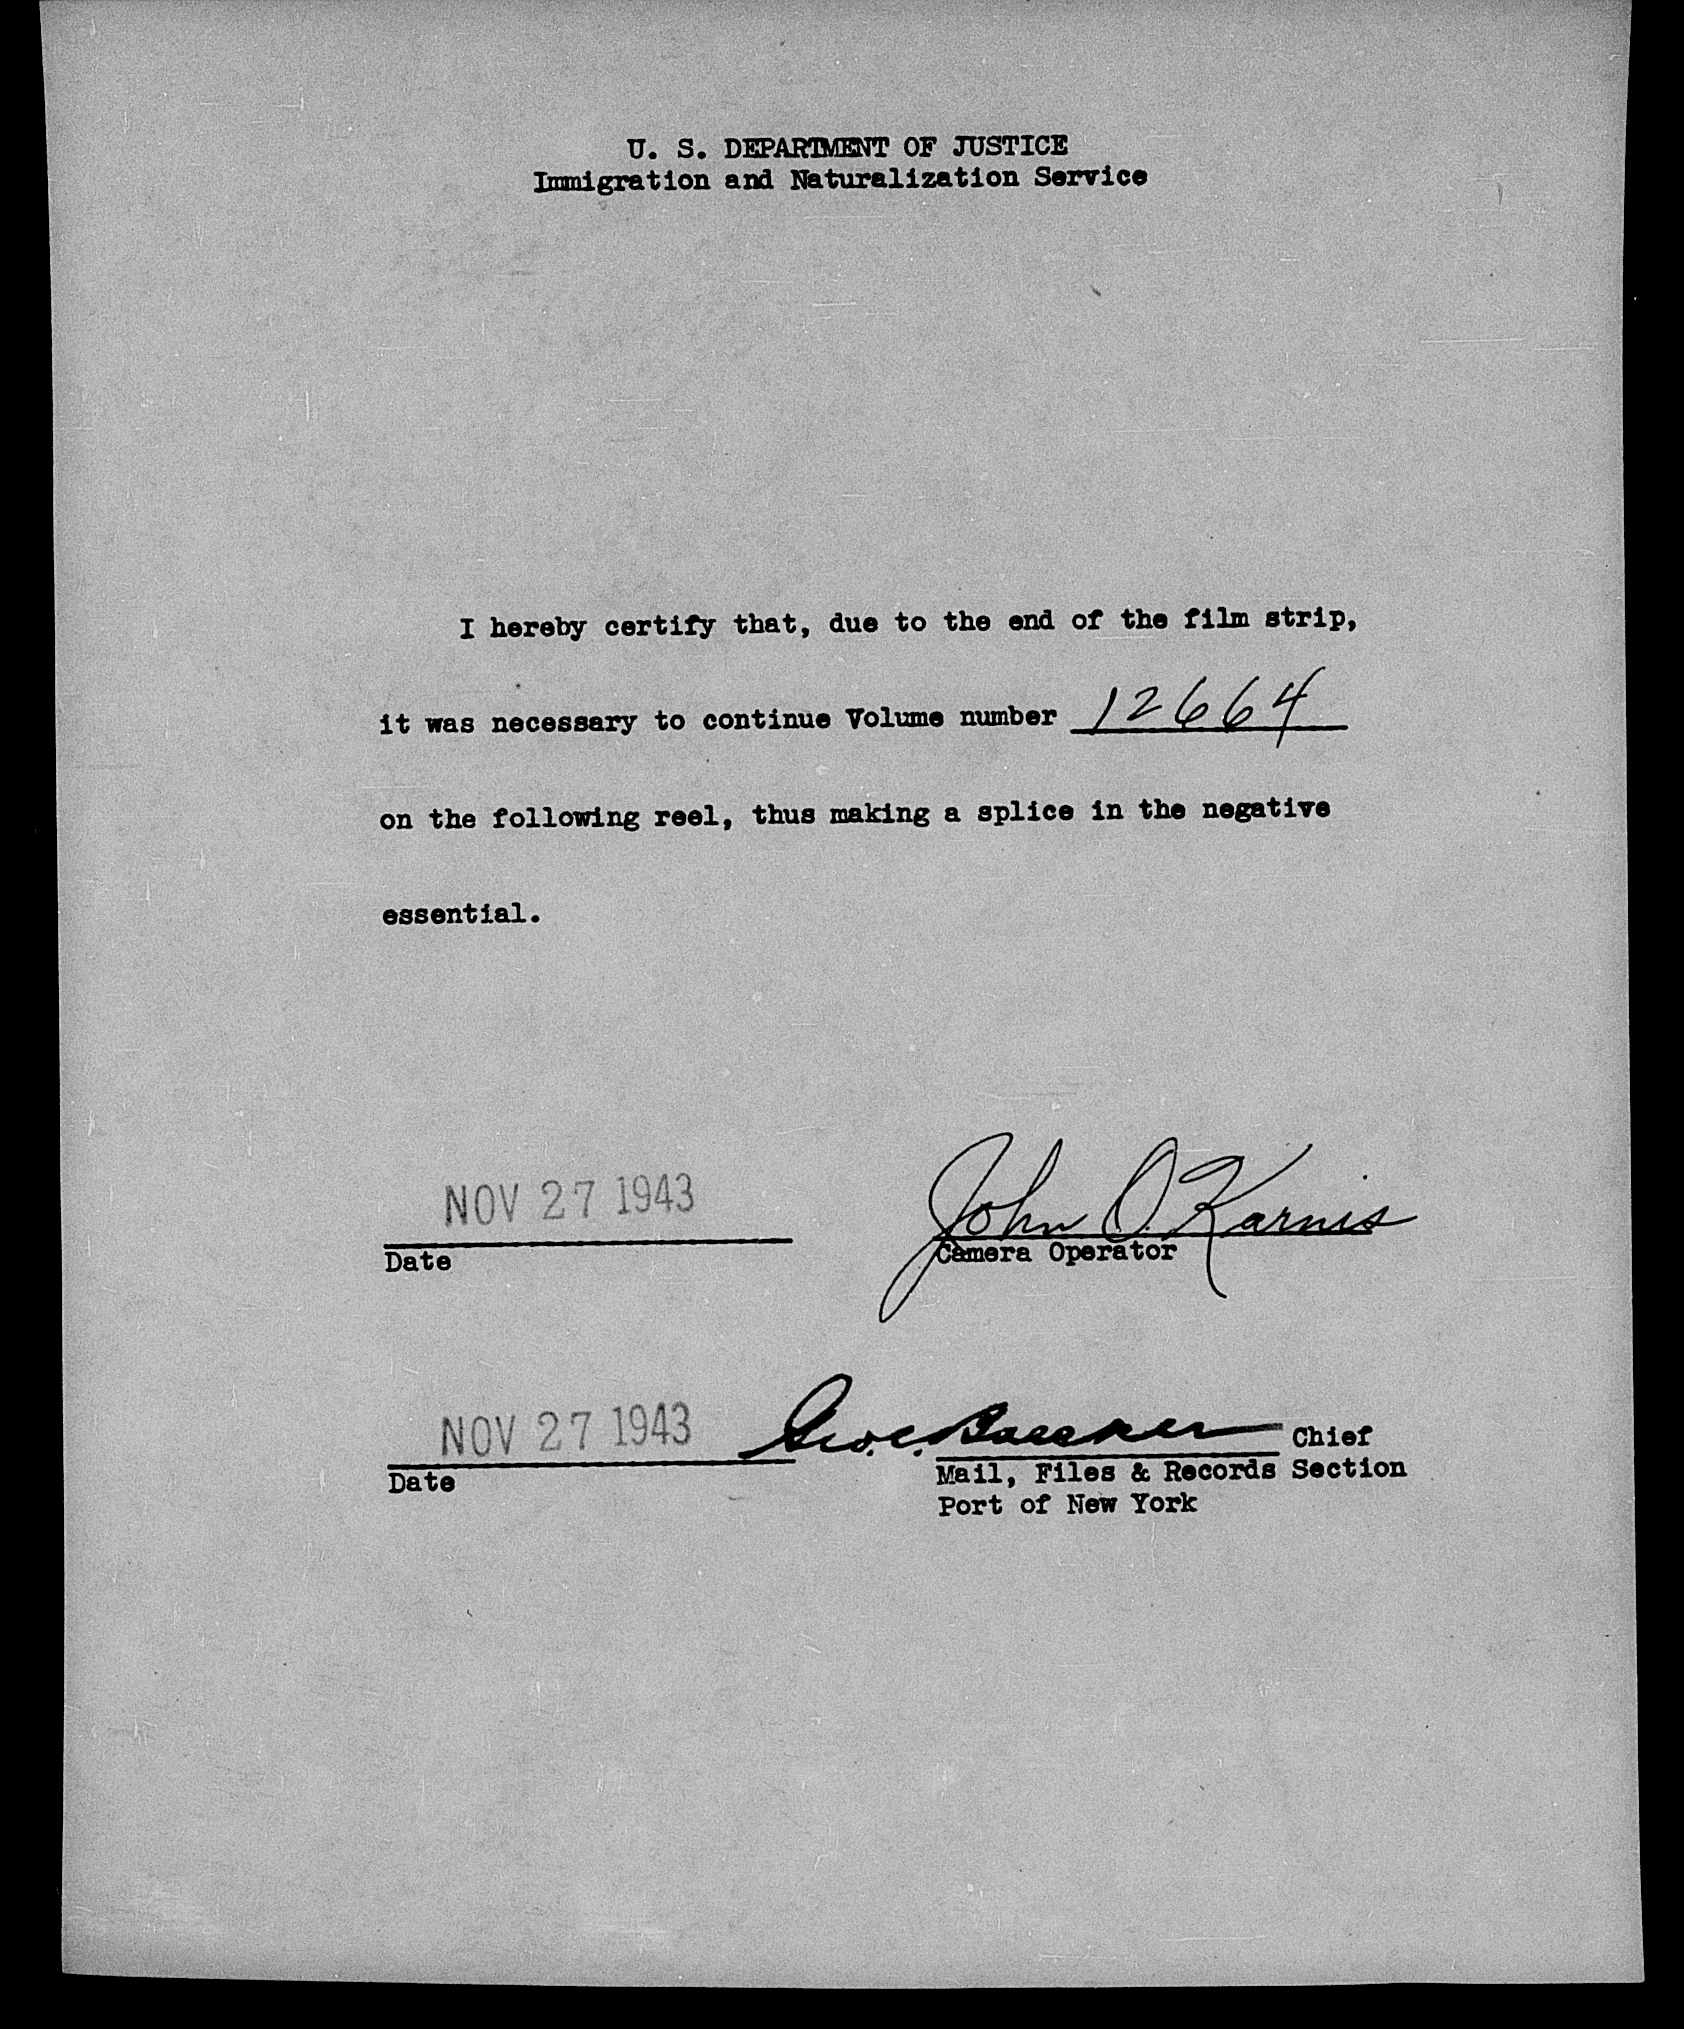 U. S. DEPARTMENT OF JUSTICE
Immigration and Naturalization Service
I hereby certify that, due to the end of the film strip,
it was necessary to continue Volume number 12664
on the following reel, thus making a splice in the negative
essential.
NOV 27 1943
John O. Karnis
Date
Camera Operator
NOV 27 1943
Geo. C. Chief
Date
Mail, Files & Records Section
Port of New York